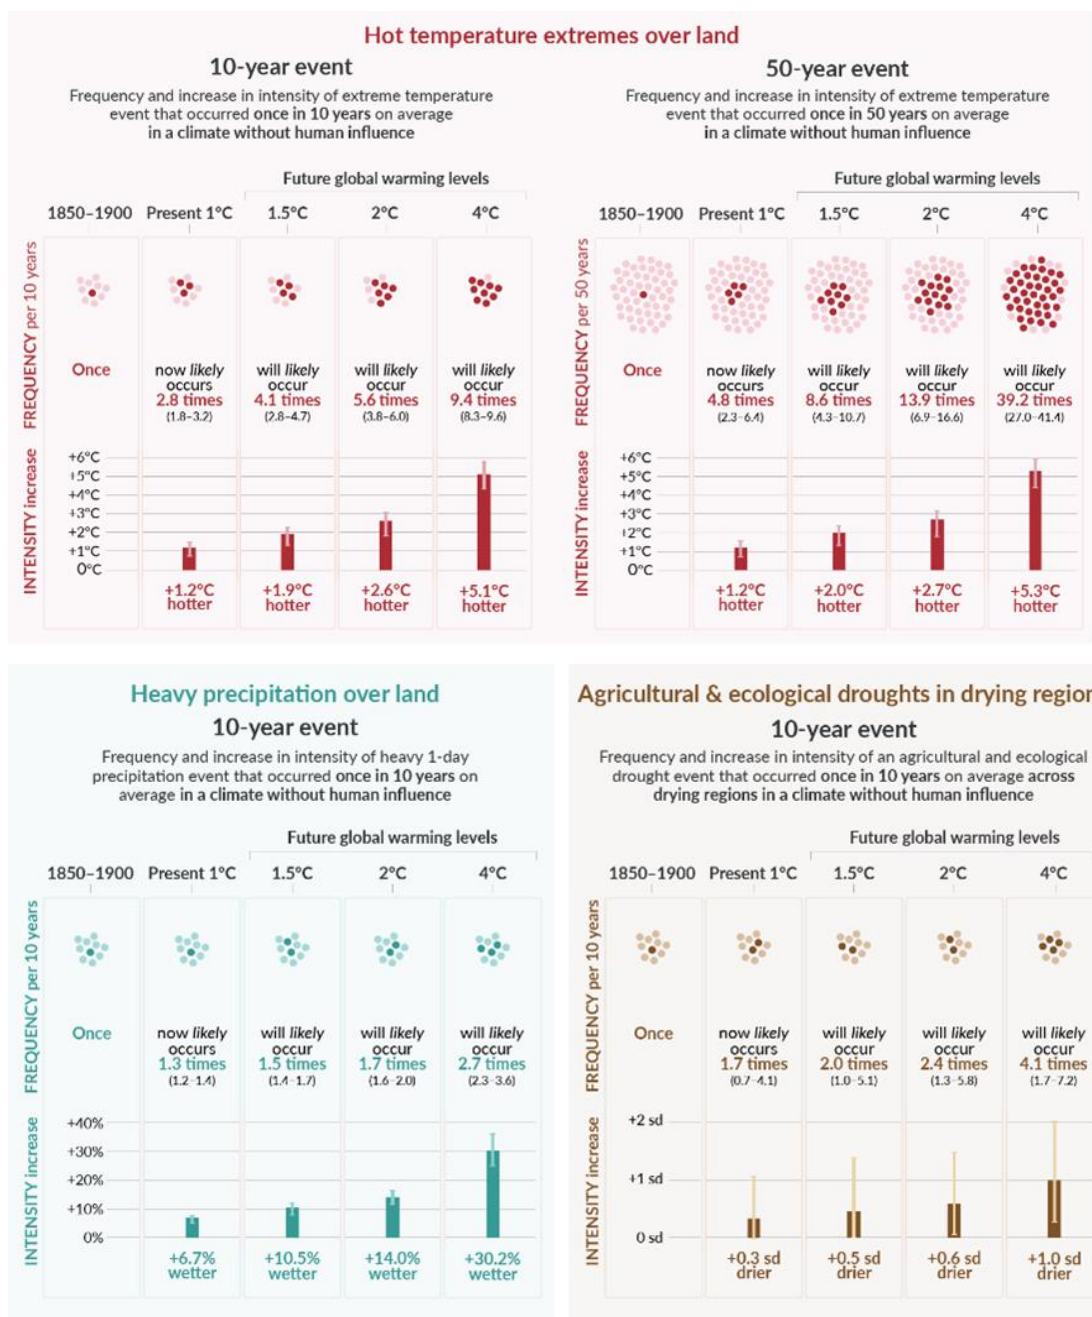 Hot temperature extremes over land
10-year event
Frequency and increase in intensity of extreme temperature
event that occurred once in 10 years on average
in a climate without human influence
Future global warming levels
1850–1900 Present 1°C 1.5°C 2°C 4°C
FREQUENCY per 10 years
Once
now likely occurs 2.8 times (1.8–3.2)
will likely occur 4.1 times (2.8–4.7)
will likely occur 5.6 times (3.8–6.0)
will likely occur 9.4 times (8.3–9.6)
INTENSITY increase
+6°C
+5°C
+4°C
+3°C
+2°C
+1°C
0°C
+1.2°C hotter
+1.9°C hotter
+2.6°C hotter
+5.1°C hotter
50-year event
Frequency and increase in intensity of extreme temperature
event that occurred once in 50 years on average
in a climate without human influence
Future global warming levels
1850–1900 Present 1°C 1.5°C 2°C 4°C
FREQUENCY per 50 years
Once
now likely occurs 4.8 times (2.3–6.4)
will likely occur 8.6 times (4.3–10.7)
will likely occur 13.9 times (6.9–16.6)
will likely occur 39.2 times (27.0–41.4)
INTENSITY increase
+6°C
+5°C
+4°C
+3°C
+2°C
+1°C
0°C
+1.2°C hotter
+2.0°C hotter
+2.7°C hotter
+5.3°C hotter
Heavy precipitation over land
10-year event
Frequency and increase in intensity of heavy 1-day
precipitation event that occurred once in 10 years on
average in a climate without human influence
Future global warming levels
1850–1900 Present 1°C 1.5°C 2°C 4°C
FREQUENCY per 10 years
Once
now likely occurs 1.3 times (1.2–1.4)
will likely occur 1.5 times (1.4–1.7)
will likely occur 1.7 times (1.6–2.0)
will likely occur 2.7 times (2.3–3.6)
INTENSITY increase
+40%
+30%
+20%
+10%
0%
+6.7% wetter
+10.5% wetter
+14.0% wetter
+30.2% wetter
Agricultural & ecological droughts in drying region
10-year event
Frequency and increase in intensity of an agricultural and ecological
drought event that occurred once in 10 years on average across
drying regions in a climate without human influence
Future global warming levels
1850–1900 Present 1°C 1.5°C 2°C 4°C
FREQUENCY per 10 years
Once
now likely occurs 1.7 times (0.7–4.1)
will likely occur 2.0 times (1.0–5.1)
will likely occur 2.4 times (1.3–5.8)
will likely occur 4.1 times (1.7–7.2)
INTENSITY increase
+2 sd
+1 sd
0 sd
+0.3 sd drier
+0.5 sd drier
+0.6 sd drier
+1.0 sd drier